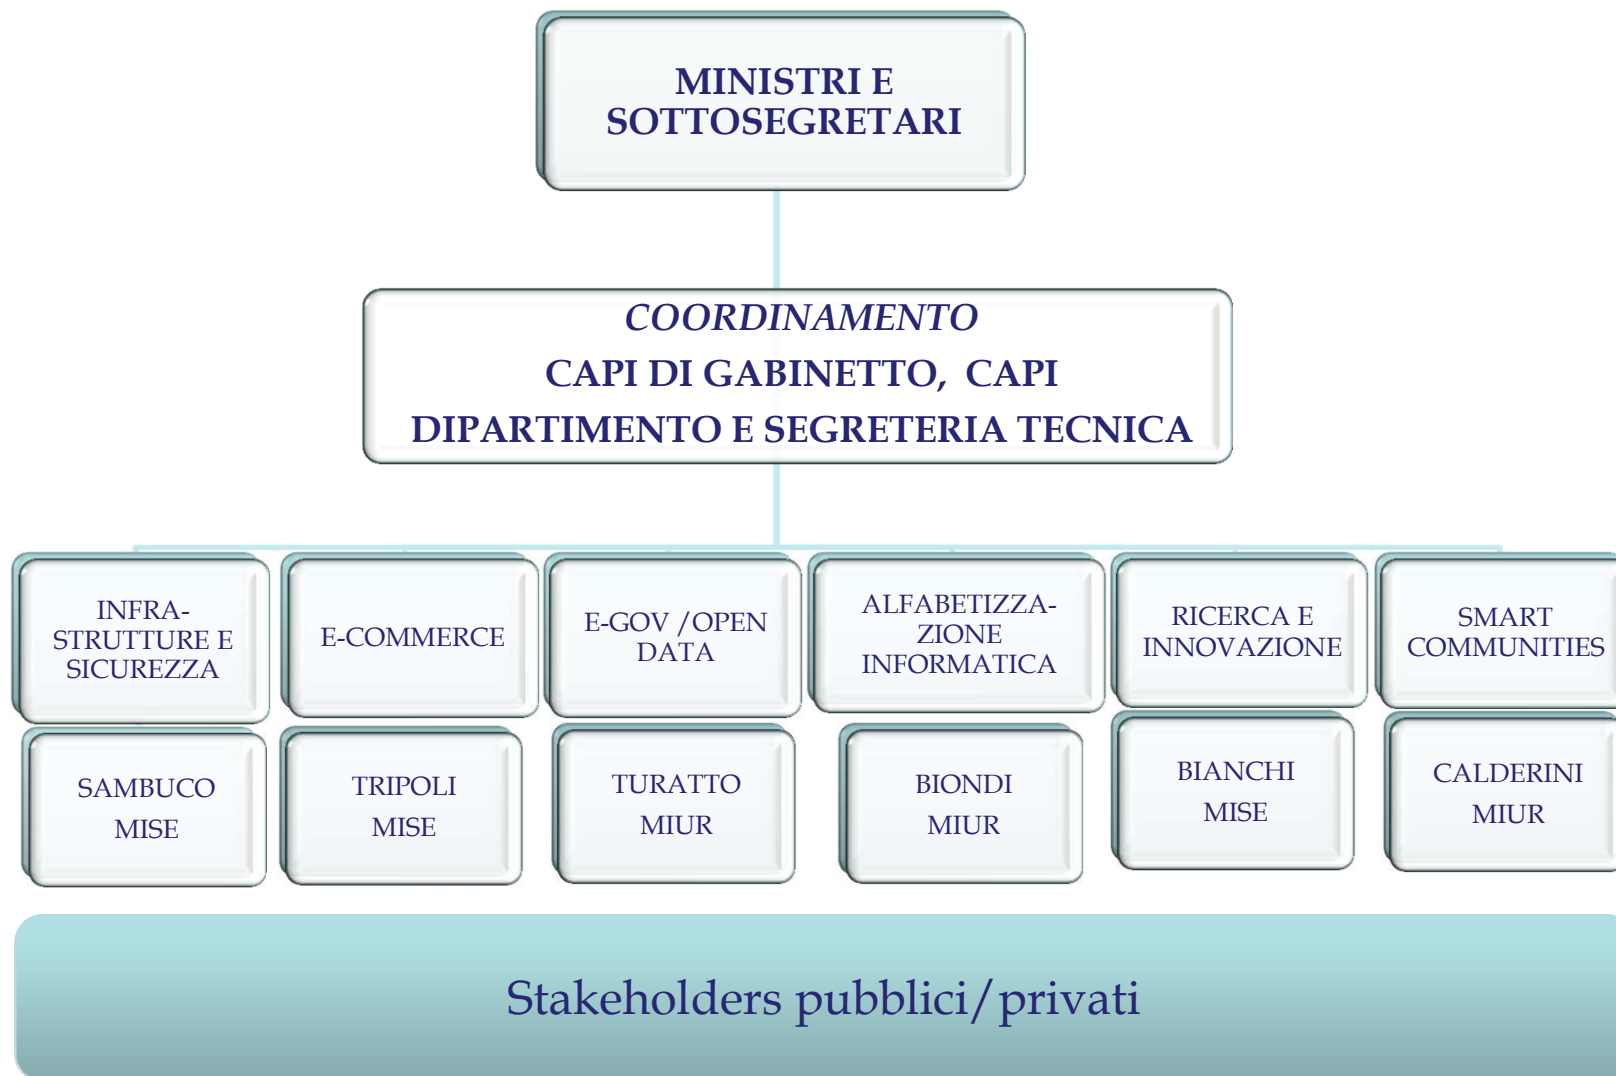 MINISTRI E
SOTTOSEGRETARI
COORDINAMENTO
CAPI DI GABINETTO, CAPI
DIPARTIMENTO E SEGRETERIA TECNICA
INFRA-
STRUTTURE E
SICUREZZA
E-COMMERCE
E-GOV /OPEN
DATA
ALFABETIZZA-
ZIONE
INFORMATICA
RICERCA E
INNOVAZIONE
SMART
COMMUNITIES
SAMBUCO
MISE
TRIPOLI
MISE
TURATTO
MIUR
BIONDI
MIUR
BIANCHI
MISE
CALDERINI
MIUR
Stakeholders pubblici/privati